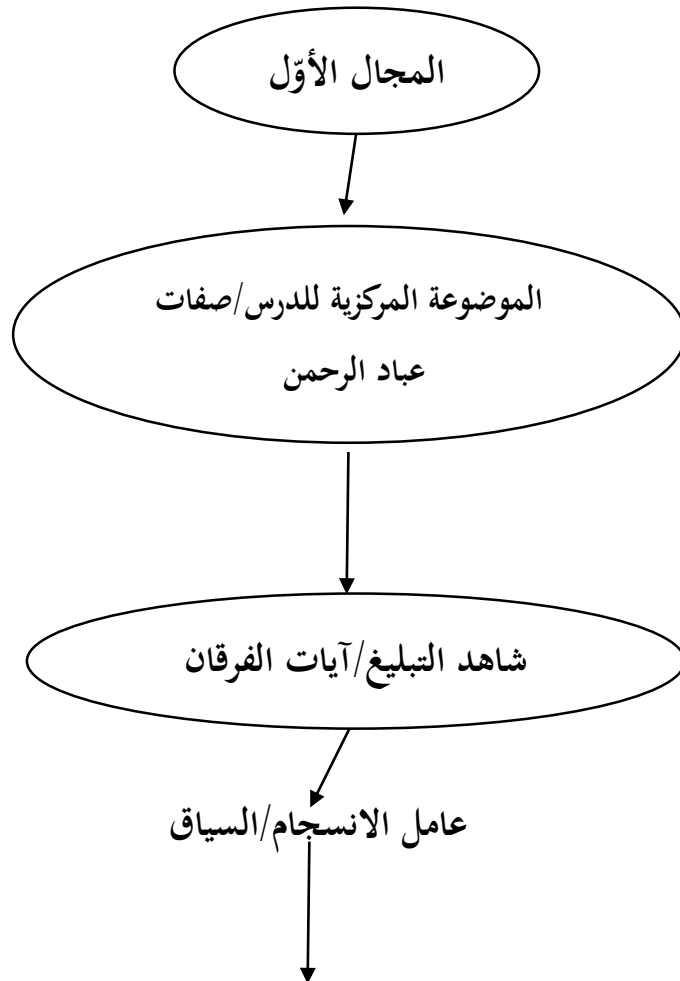 المجال الأوّل
الموضوعة المركزية للدرس/صفات
عباد الرحمن
شاهد التبليغ/آيات الفرقان
عامل الانسجام/السياق